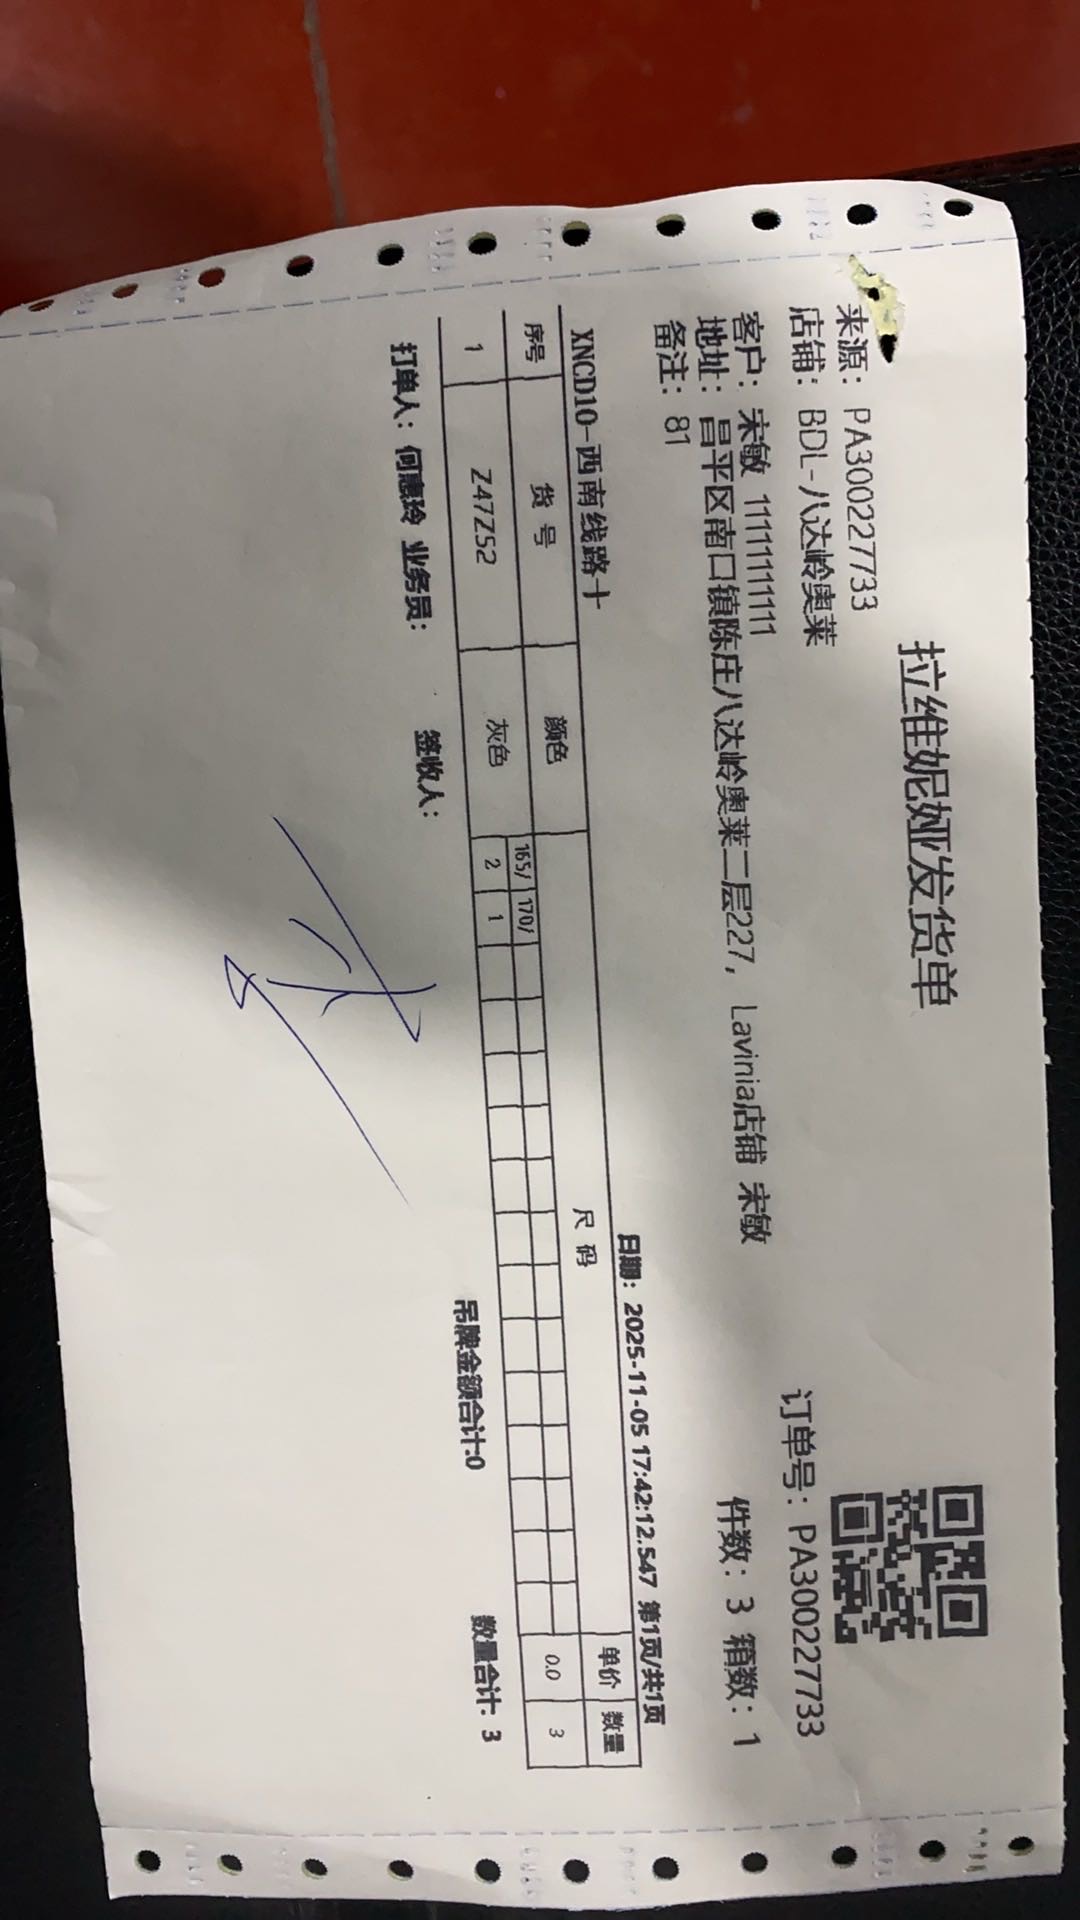 拉维妮娅发货单
来源：PA300227733
店铺：BDL-八达岭奥莱
订单号：PA300227733
客户：宋敏 11111111111
件数：3 箱数：1
地址：昌平区南口镇陈庄八达岭奥莱二层227，Lavinia店铺 宋敏
备注：81
日期：2025-11-05 17:42:12.547 第1页/共1页
XNCD10-西南线路十
序号 货号 颜色 尺码 单价 数量
165/ 170/
1 Z47Z52 灰色 2 1 0.0 3
打单人：何惠玲 业务员： 签收人： 吊牌金额合计:0 数量合计: 3